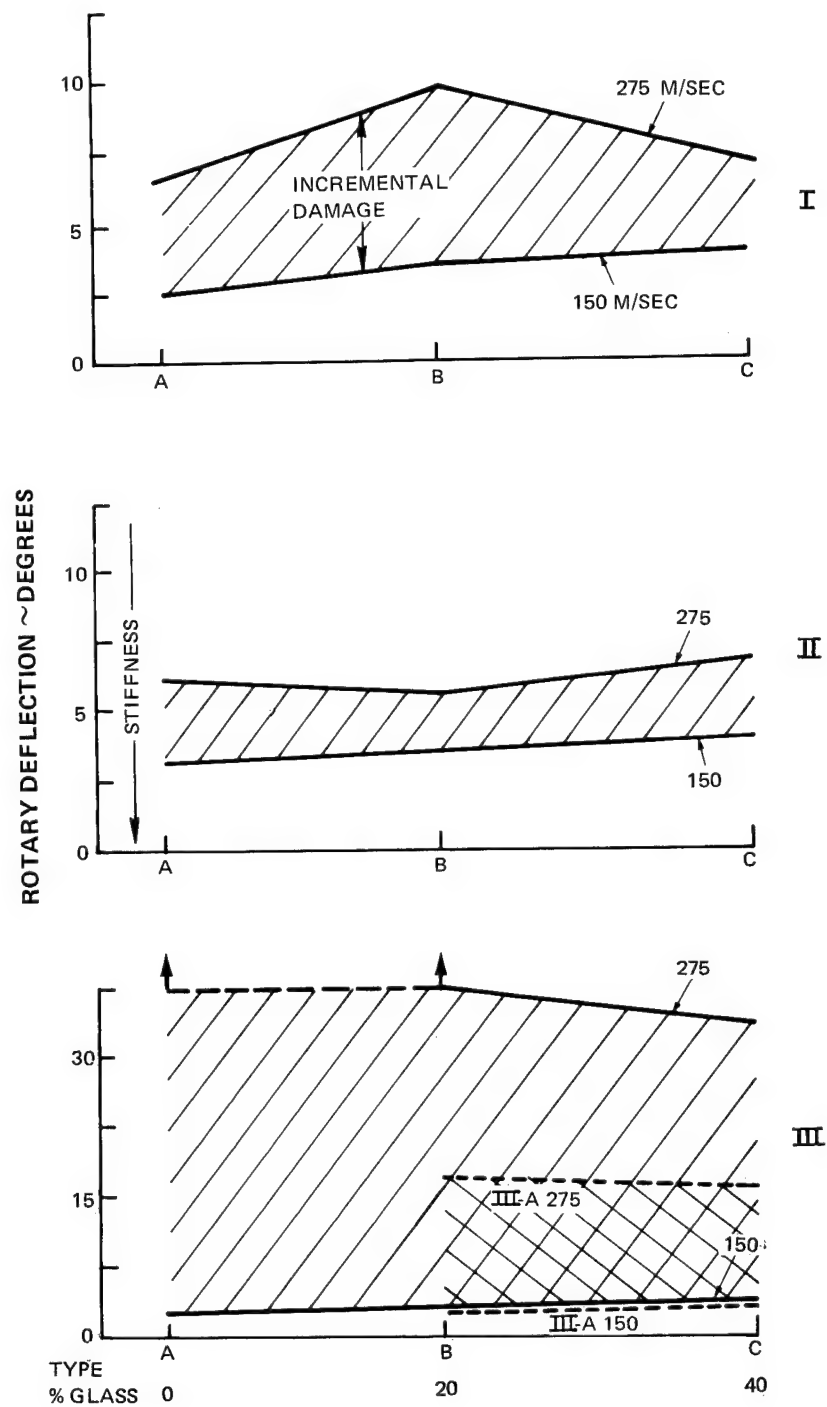 10
275 M/SEC
INCREMENTAL
DAMAGE
I
5
150 M/SEC
0
A
B
C
ROTARY DEFLECTION ~DEGREES
STIFFNESS
10
275
II
5
150
0
A
B
C
275
30
III
15
III-A 275
150
III-A 150
0
A
B
C
TYPE
% GLASS 0 20 40